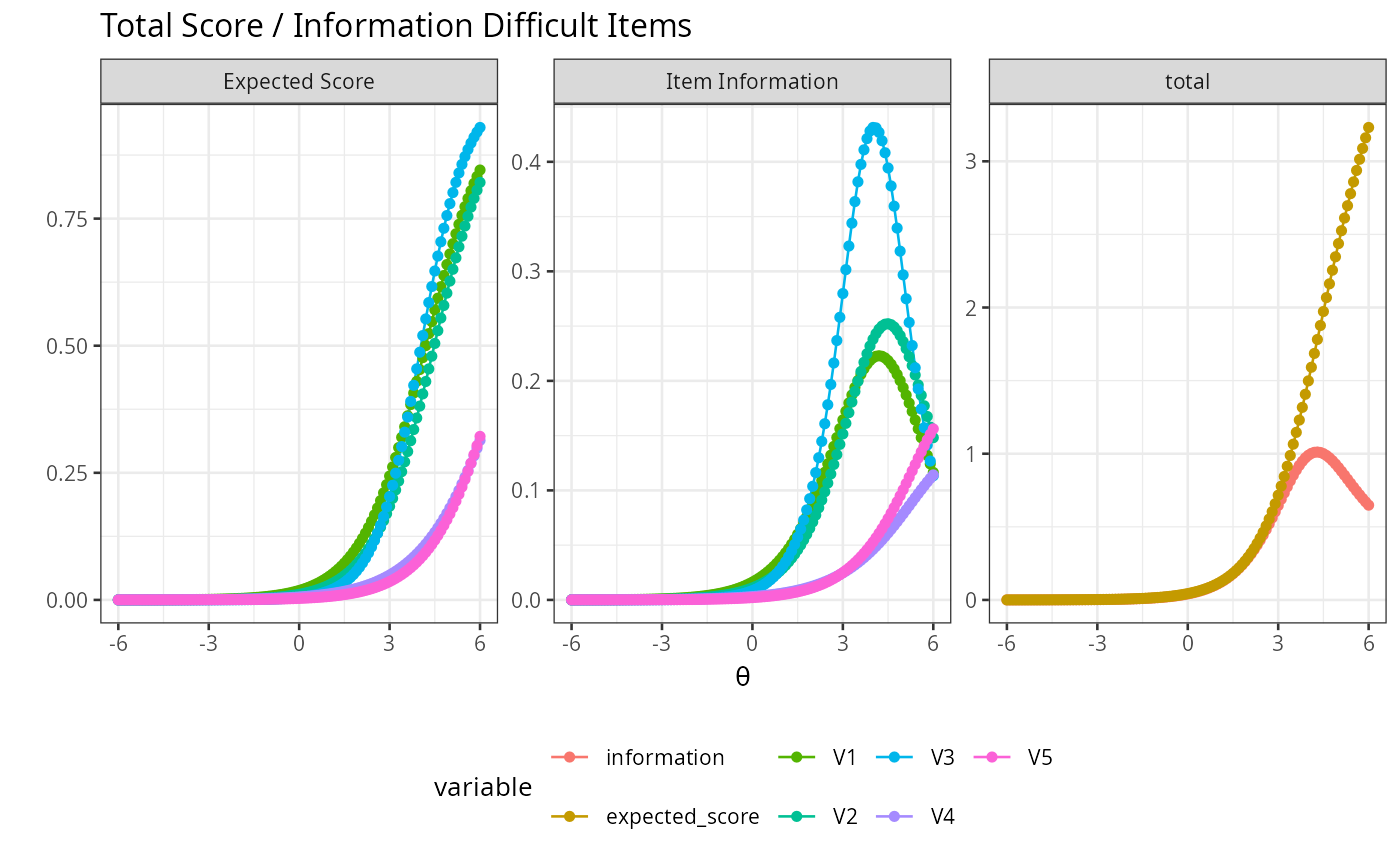 Total Score / Information Difficult Items
Expected Score
Item Information
total
0.75
0.50
0.25
0.00
0.4
0.3
0.2
0.1
0.0
3
2
1
0
-6 -3 0 3 6
-6 -3 0 3 6
-6 -3 0 3 6
θ
variable
information V1 V3 V5
expected_score V2 V4